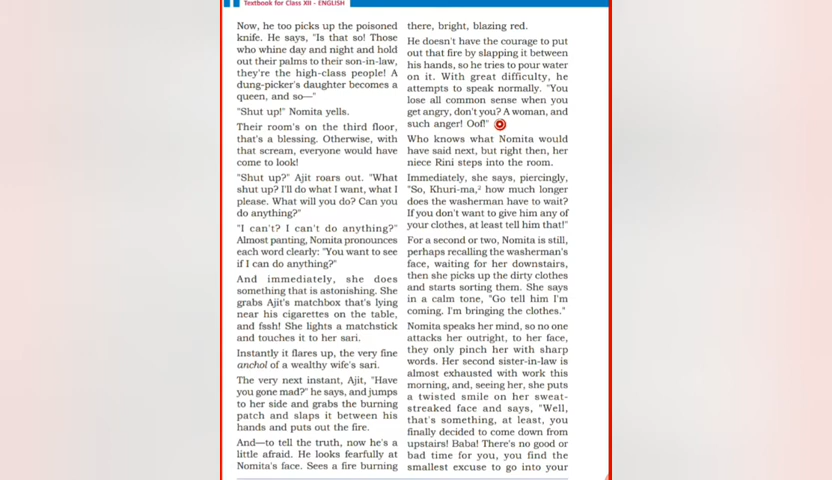 Textbook for Class XII - ENGLISH
Now, he too picks up the poisoned
knife. He says, "Is that so! Those
who whine day and night and hold
out their palms to their son-in-law,
they're the high-class people! A
dung-picker's daughter becomes a
queen, and so—"
"Shut up!" Nomita yells.
Their room's on the third floor,
that's a blessing. Otherwise, with
that scream, everyone would have
come to look!
"Shut up?" Ajit roars out. "What
shut up? I'll do what I want, what I
please. What will you do? Can you
do anything?"
"I can't? I can't do anything?"
Almost panting, Nomita pronounces
each word clearly: "You want to see
if I can do anything?"
And immediately, she does
something that is astonishing. She
grabs Ajit's matchbox that's lying
near his cigarettes on the table,
and fssh! She lights a matchstick
and touches it to her sari.
Instantly it flares up, the very fine
anchol of a wealthy wife's sari.
The very next instant, Ajit, "Have
you gone mad?" he says, and jumps
to her side and grabs the burning
patch and slaps it between his
hands and puts out the fire.
And—to tell the truth, now he's a
little afraid. He looks fearfully at
Nomita's face. Sees a fire burning
there, bright, blazing red.
He doesn't have the courage to put
out that fire by slapping it between
his hands, so he tries to pour water
on it. With great difficulty, he
attempts to speak normally. "You
lose all common sense when you
get angry, don't you? A woman, and
such anger! Oof!"
Who knows what Nomita would
have said next, but right then, her
niece Rini steps into the room.
Immediately, she says, piercingly,
"So, Khuri-ma,² how much longer
does the washerman have to wait?
If you don't want to give him any of
your clothes, at least tell him that!"
For a second or two, Nomita is still,
perhaps recalling the washerman's
face, waiting for her downstairs,
then she picks up the dirty clothes
and starts sorting them. She says
in a calm tone, "Go tell him I'm
coming. I'm bringing the clothes."
Nomita speaks her mind, so no one
attacks her outright, to her face,
they only pinch her with sharp
words. Her second sister-in-law is
almost exhausted with work this
morning, and, seeing her, she puts
a twisted smile on her sweat-
streaked face and says, "Well,
that's something, at least, you
finally decided to come down from
upstairs! Baba! There's no good or
bad time for you, you find the
smallest excuse to go into your